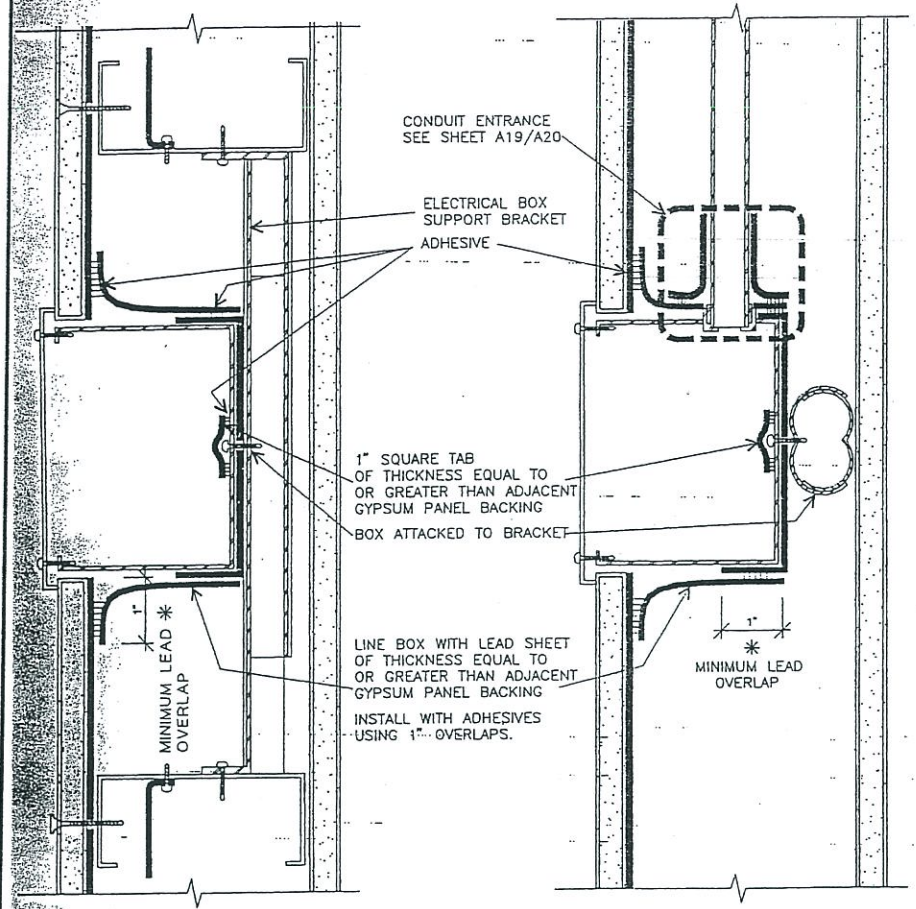 CONDUIT ENTRANCE
SEE SHEET A19/A20
ELECTRICAL BOX
SUPPORT BRACKET
ADHESIVE
1" SQUARE TAB
OF THICKNESS EQUAL TO
OR GREATER THAN ADJACENT
GYPSUM PANEL BACKING
BOX ATTACKED TO BRACKET
1"
MINIMUM LEAD *
OVERLAP
LINE BOX WITH LEAD SHEET
OF THICKNESS EQUAL TO
OR GREATER THAN ADJACENT
GYPSUM PANEL BACKING
INSTALL WITH ADHESIVES
USING 1" OVERLAPS.
1"
*
MINIMUM LEAD
OVERLAP